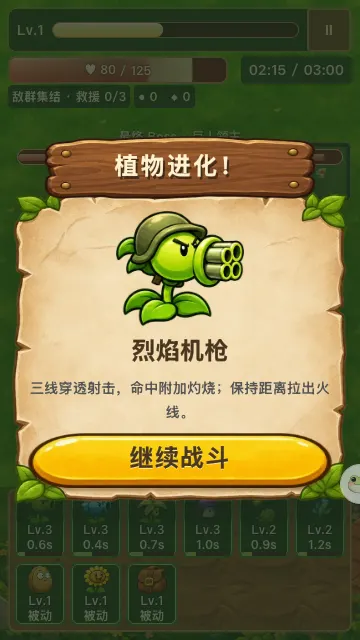 Lv.1
80 / 125
02:15 / 03:00
敌群集结 · 救援 0/3
0
0
植物进化！
烈焰机枪
三线穿透射击，命中附加灼烧；保持距离拉出火
线。
继续战斗
Lv.3 Lv.3 Lv.3 Lv.3 Lv.2 Lv.2
0.6s 0.4s 0.7s 1.0s 0.9s 1.2s
Lv.1 Lv.1 Lv.1
被动 被动 被动